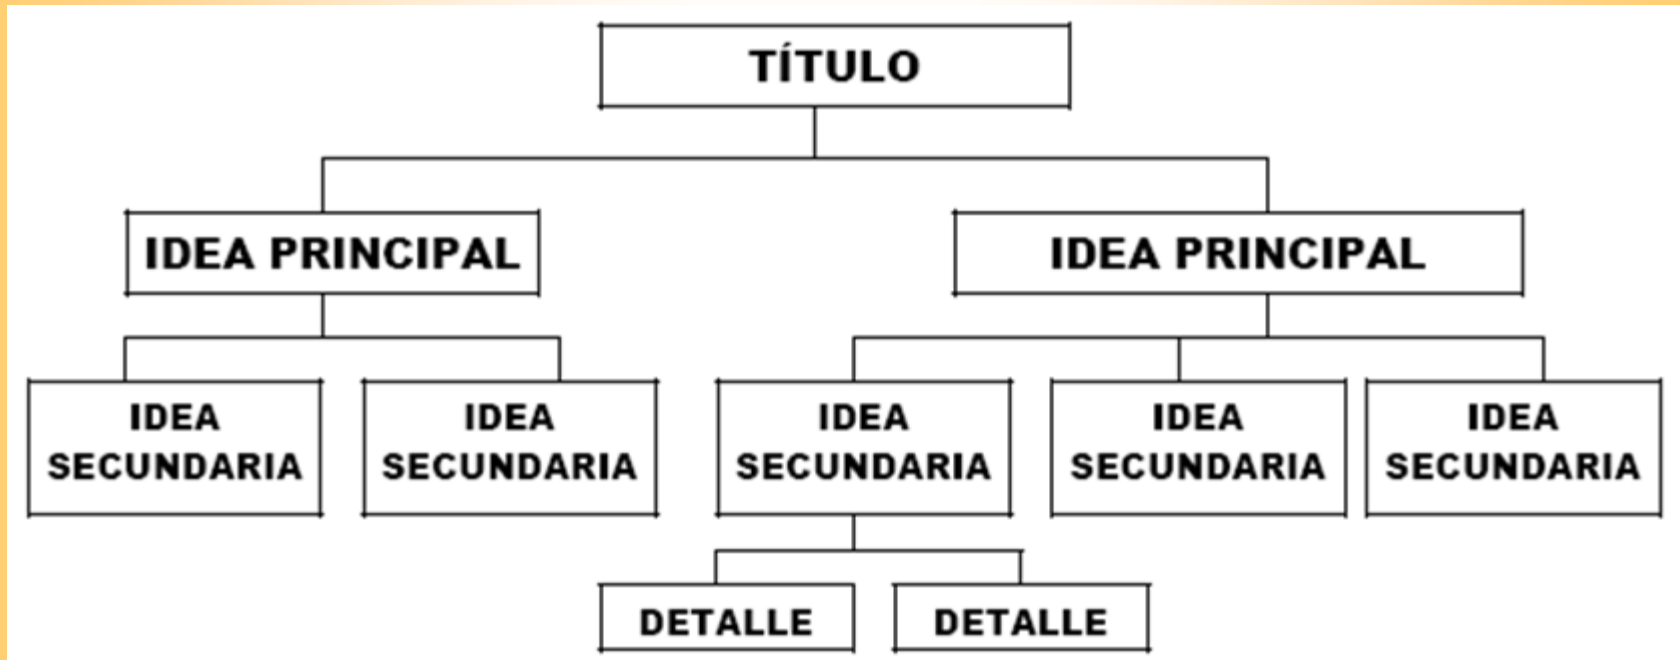 TÍTULO
IDEA PRINCIPAL
IDEA PRINCIPAL
IDEA
SECUNDARIA
IDEA
SECUNDARIA
IDEA
SECUNDARIA
IDEA
SECUNDARIA
IDEA
SECUNDARIA
DETALLE
DETALLE